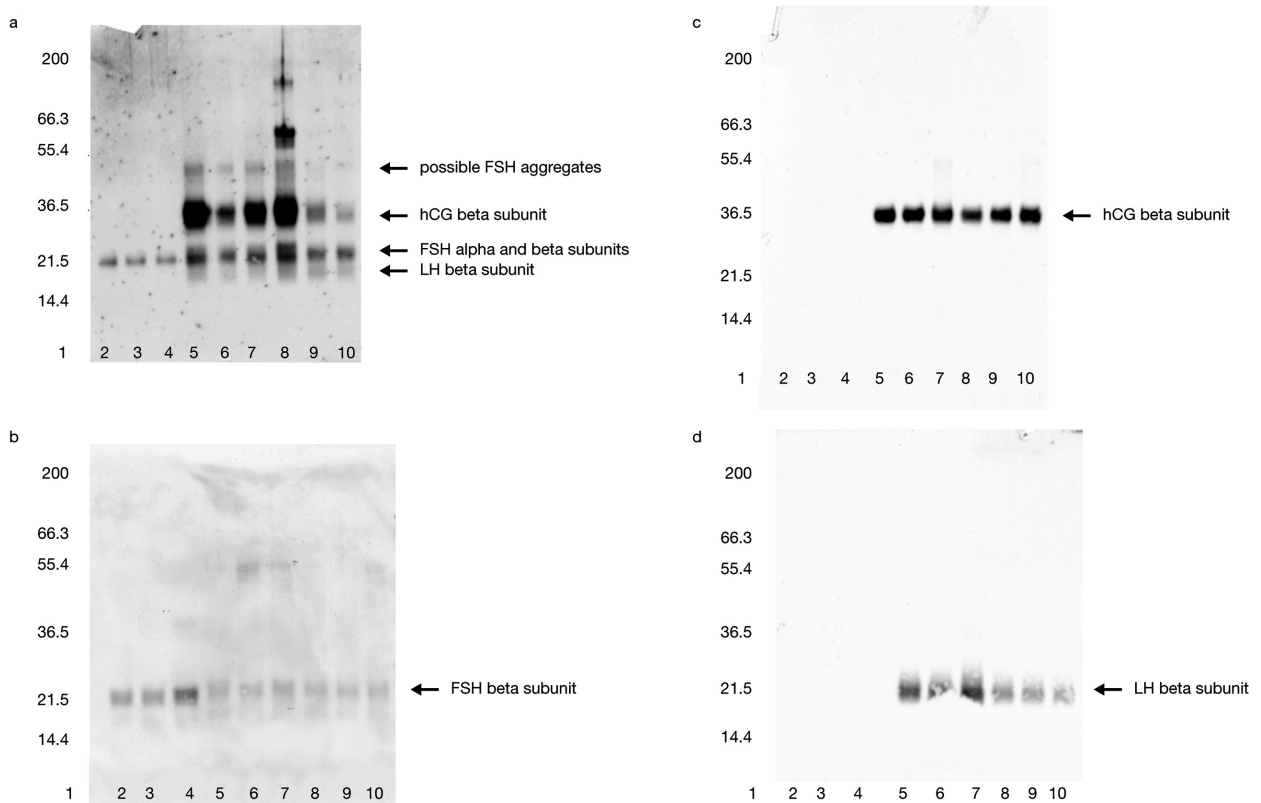 a
200
66.3
55.4
36.5
21.5
14.4
possible FSH aggregates
hCG beta subunit
FSH alpha and beta subunits
LH beta subunit
1 2 3 4 5 6 7 8 9 10
c
200
66.3
55.4
36.5
21.5
14.4
hCG beta subunit
1 2 3 4 5 6 7 8 9 10
b
200
66.3
55.4
36.5
21.5
14.4
FSH beta subunit
1 2 3 4 5 6 7 8 9 10
d
200
66.3
55.4
36.5
21.5
14.4
LH beta subunit
1 2 3 4 5 6 7 8 9 10